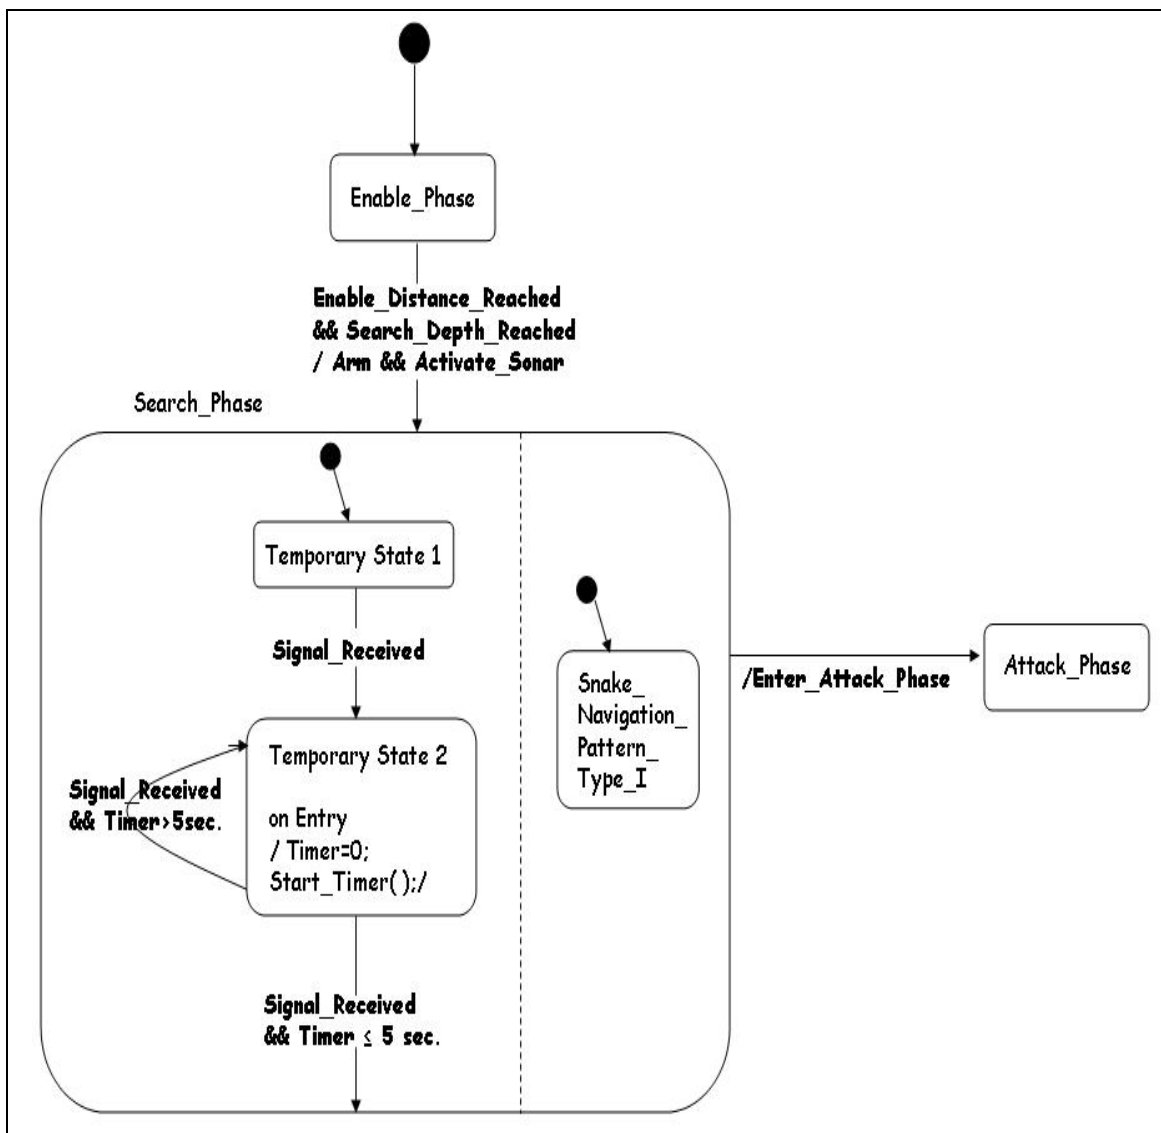 Enable_Phase
Enable_Distance_Reached
&& Search_Depth_Reached
/ Arm && Activate_Sonar
Search_Phase
Temporary State 1
Signal_Received
Temporary State 2
on Entry
/ Timer=0;
Start_Timer( );/
Signal_Received
&& Timer>5sec.
Signal_Received
&& Timer ≤ 5 sec.
Snake_
Navigation_
Pattern_
Type_I
/Enter_Attack_Phase
Attack_Phase